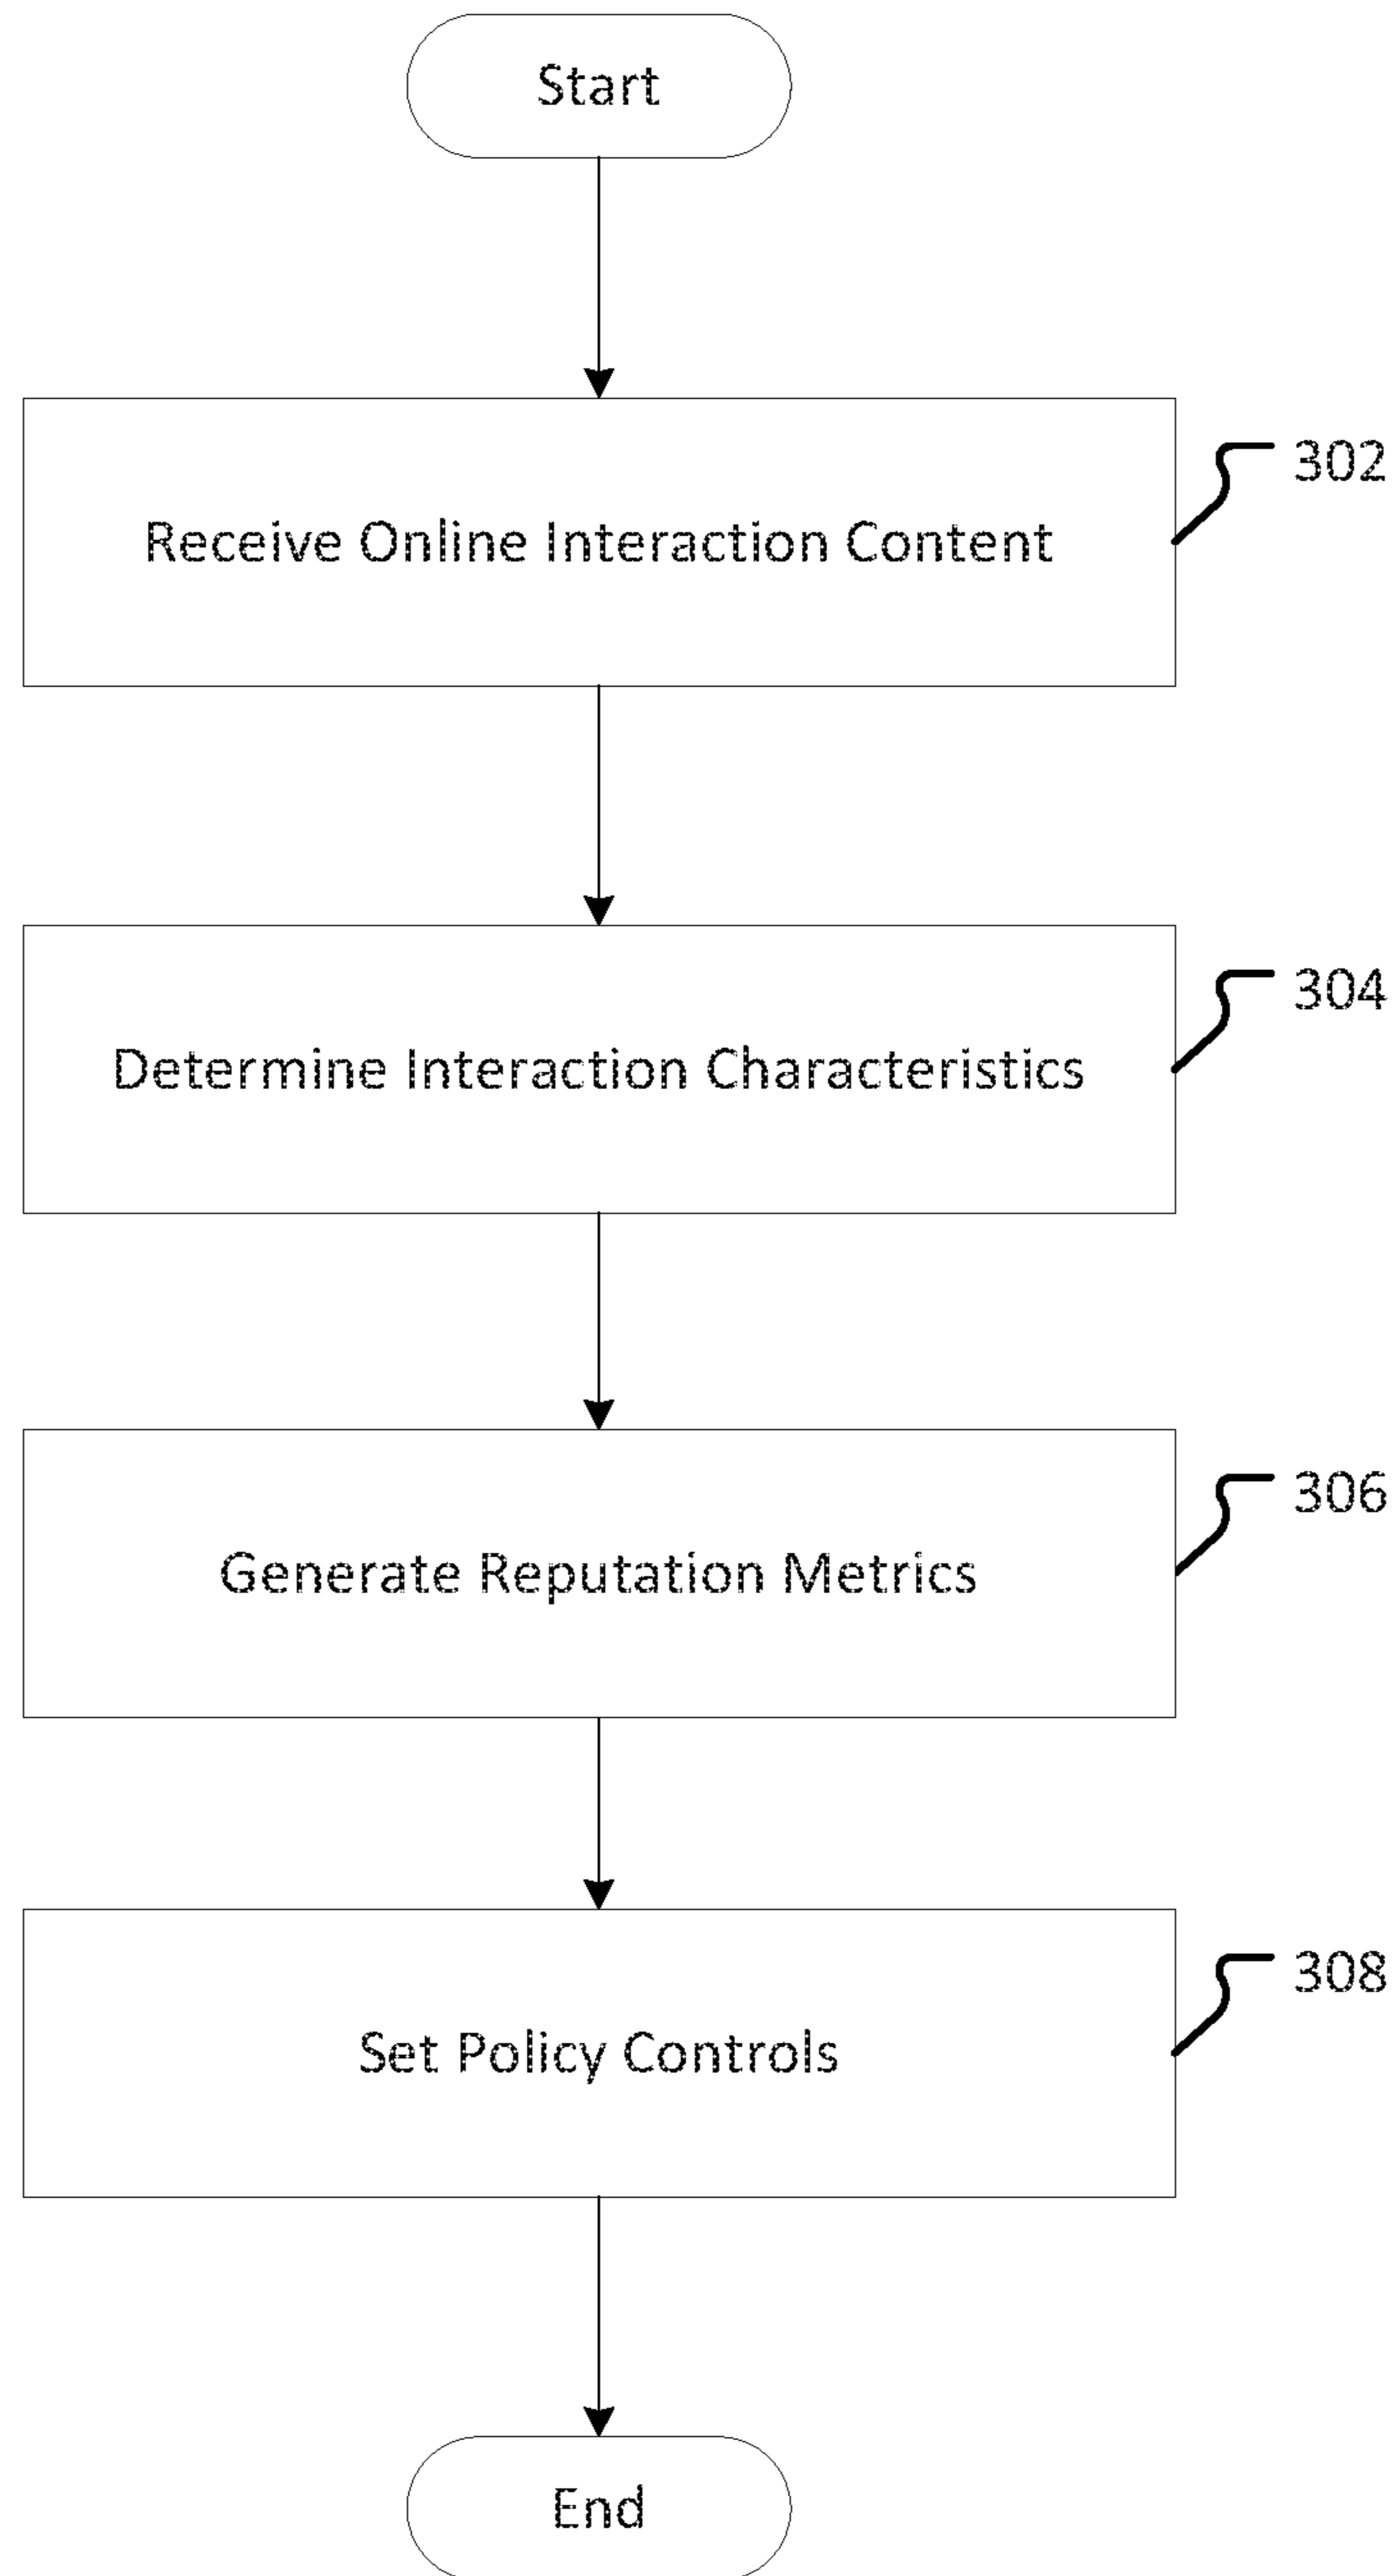 Start
Receive Online Interaction Content
302
Determine Interaction Characteristics
304
Generate Reputation Metrics
306
Set Policy Controls
308
End